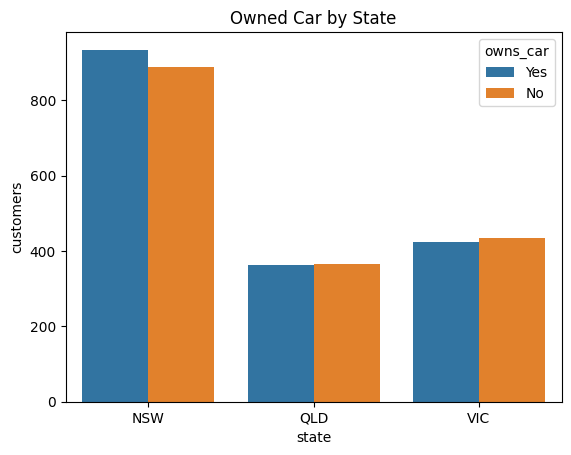 Owned Car by State
owns_car
Yes
No
customers
800
600
400
200
0
NSW
QLD
VIC
state